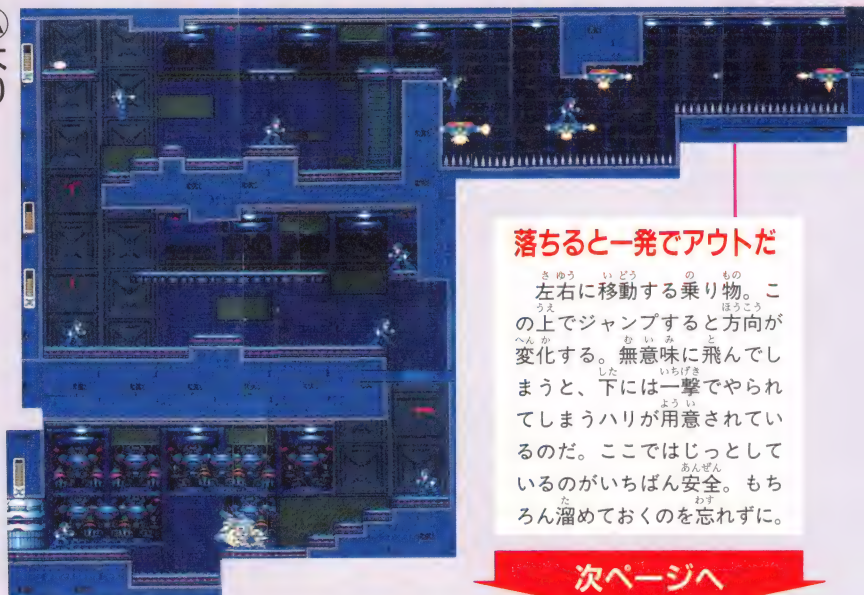 落ちると一発でアウトだ
左右に移動する乗り物。こ
の上でジャンプすると方向が
変化する。無意味に飛んでし
まうと、下には一撃でやられ
てしまうハリが用意されてい
るのだ。ここではじっとして
いるのがいちばん安全。もち
ろん溜めておくのを忘れずに。
次ページへ